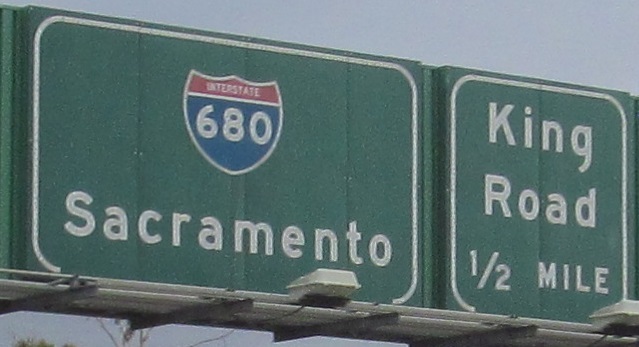 INTERSTATE
680
Sacramento
King
Road
1/2 MILE